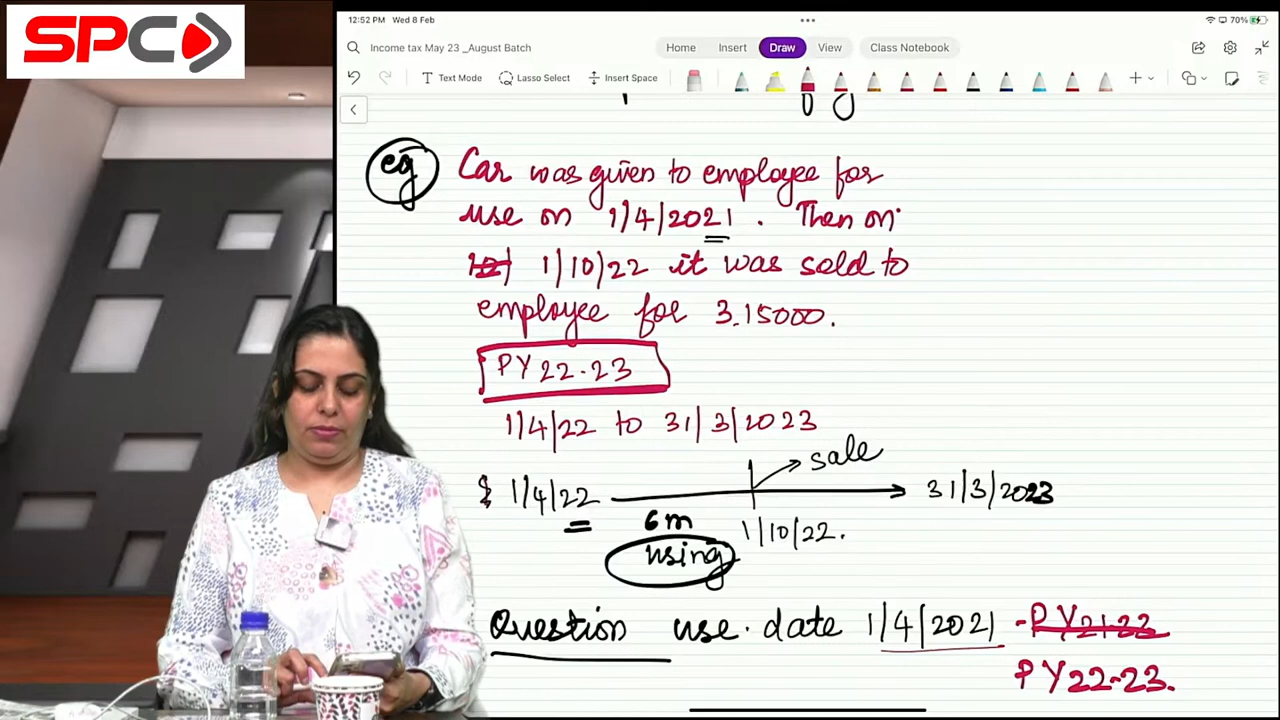 SPC
12:52 PM Wed 8 Feb
70%
Income tax May 23 _August Batch
Home Insert Draw View Class Notebook
Text Mode Lasso Select Insert Space
eg
Car was given to employee for
use on 1/4/2021. Then on
1/10/22 it was sold to
employee for 3.15000.
PY 22-23
1/4/22 to 31/3/2023
sale
1/4/22 31/3/2023
6m 1/10/22.
using
Question use date 1/4/2021 - PY21-22
PY22-23.